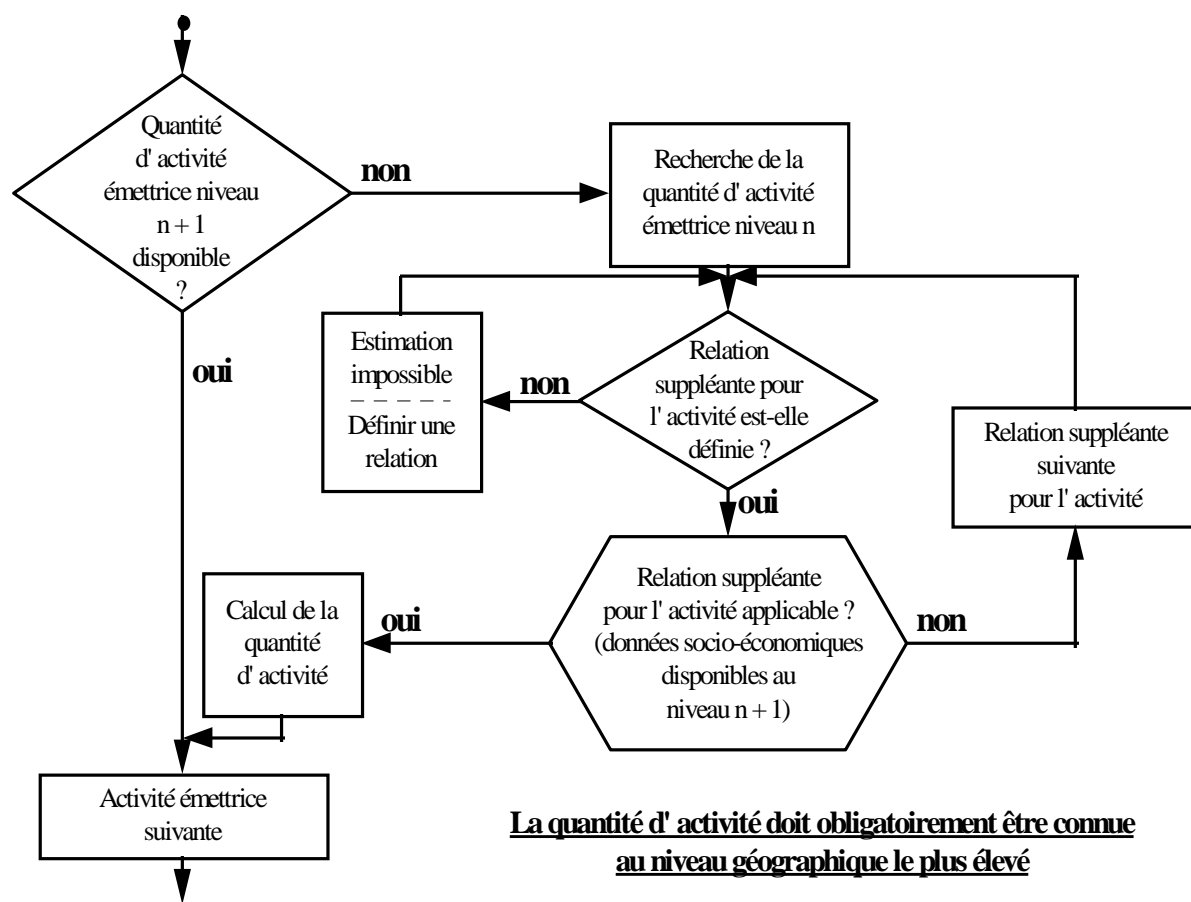 Quantité
d' activité
émettrice niveau
n + 1
disponible
?
non
Recherche de la
quantité d' activité
émettrice niveau n
oui
Estimation
impossible
Définir une
relation
non
Relation
suppléante pour
l' activité est-elle
définie ?
Relation suppléante
suivante
pour l' activité
oui
Calcul de la
quantité
d' activité
oui
Relation suppléante
pour l' activité applicable ?
(données socio-économiques
disponibles au
niveau n + 1)
non
Activité émettrice
suivante
La quantité d' activité doit obligatoirement être connue
au niveau géographique le plus élevé